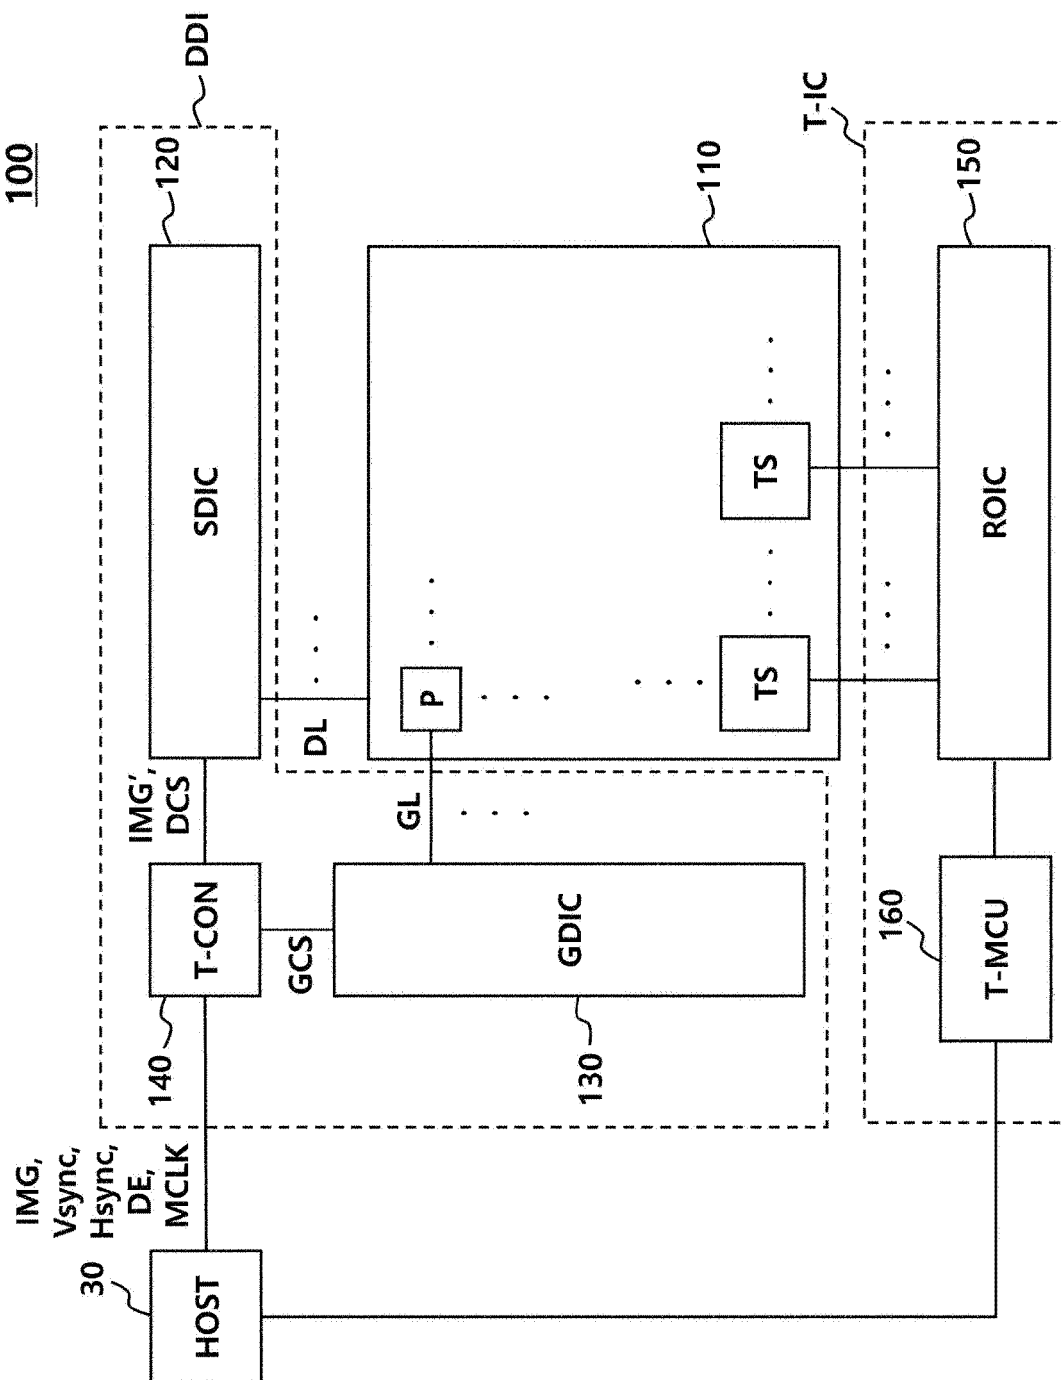 100
DDI
120
SDIC
IMG',
DCS
T-CON
140
IMG,
Vsync,
Hsync,
DE,
MCLK
30
HOST
DL
GCS
GL
GDIC
130
P
110
TS
TS
T-IC
150
ROIC
160
T-MCU